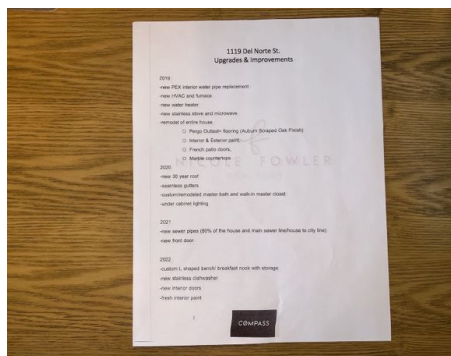 1119 Del Norte St.
Upgrades & Improvements
2019
-new PEX interior water pipe replacement
-new HVAC and furnace
-new water heater
-new stainless stove and microwave
-remodel of entire house.
○ Pergo Outlast+ flooring (Auburn Scraped Oak Finish)
○ Interior & Exterior paint,
○ French patio doors,
○ Marble countertops
NICOLE FOWLER
2020
-new 30 year roof
-seamless gutters
-custom/remodeled master bath and walk-in master closet
-under cabinet lighting
2021
-new sewer pipes (80% of the house and main sewer line/house to city line)
-new front door
2022
-custom L shaped bench/ breakfast nook with storage
-new stainless dishwasher
-new interior doors
-fresh interior paint
COMPASS